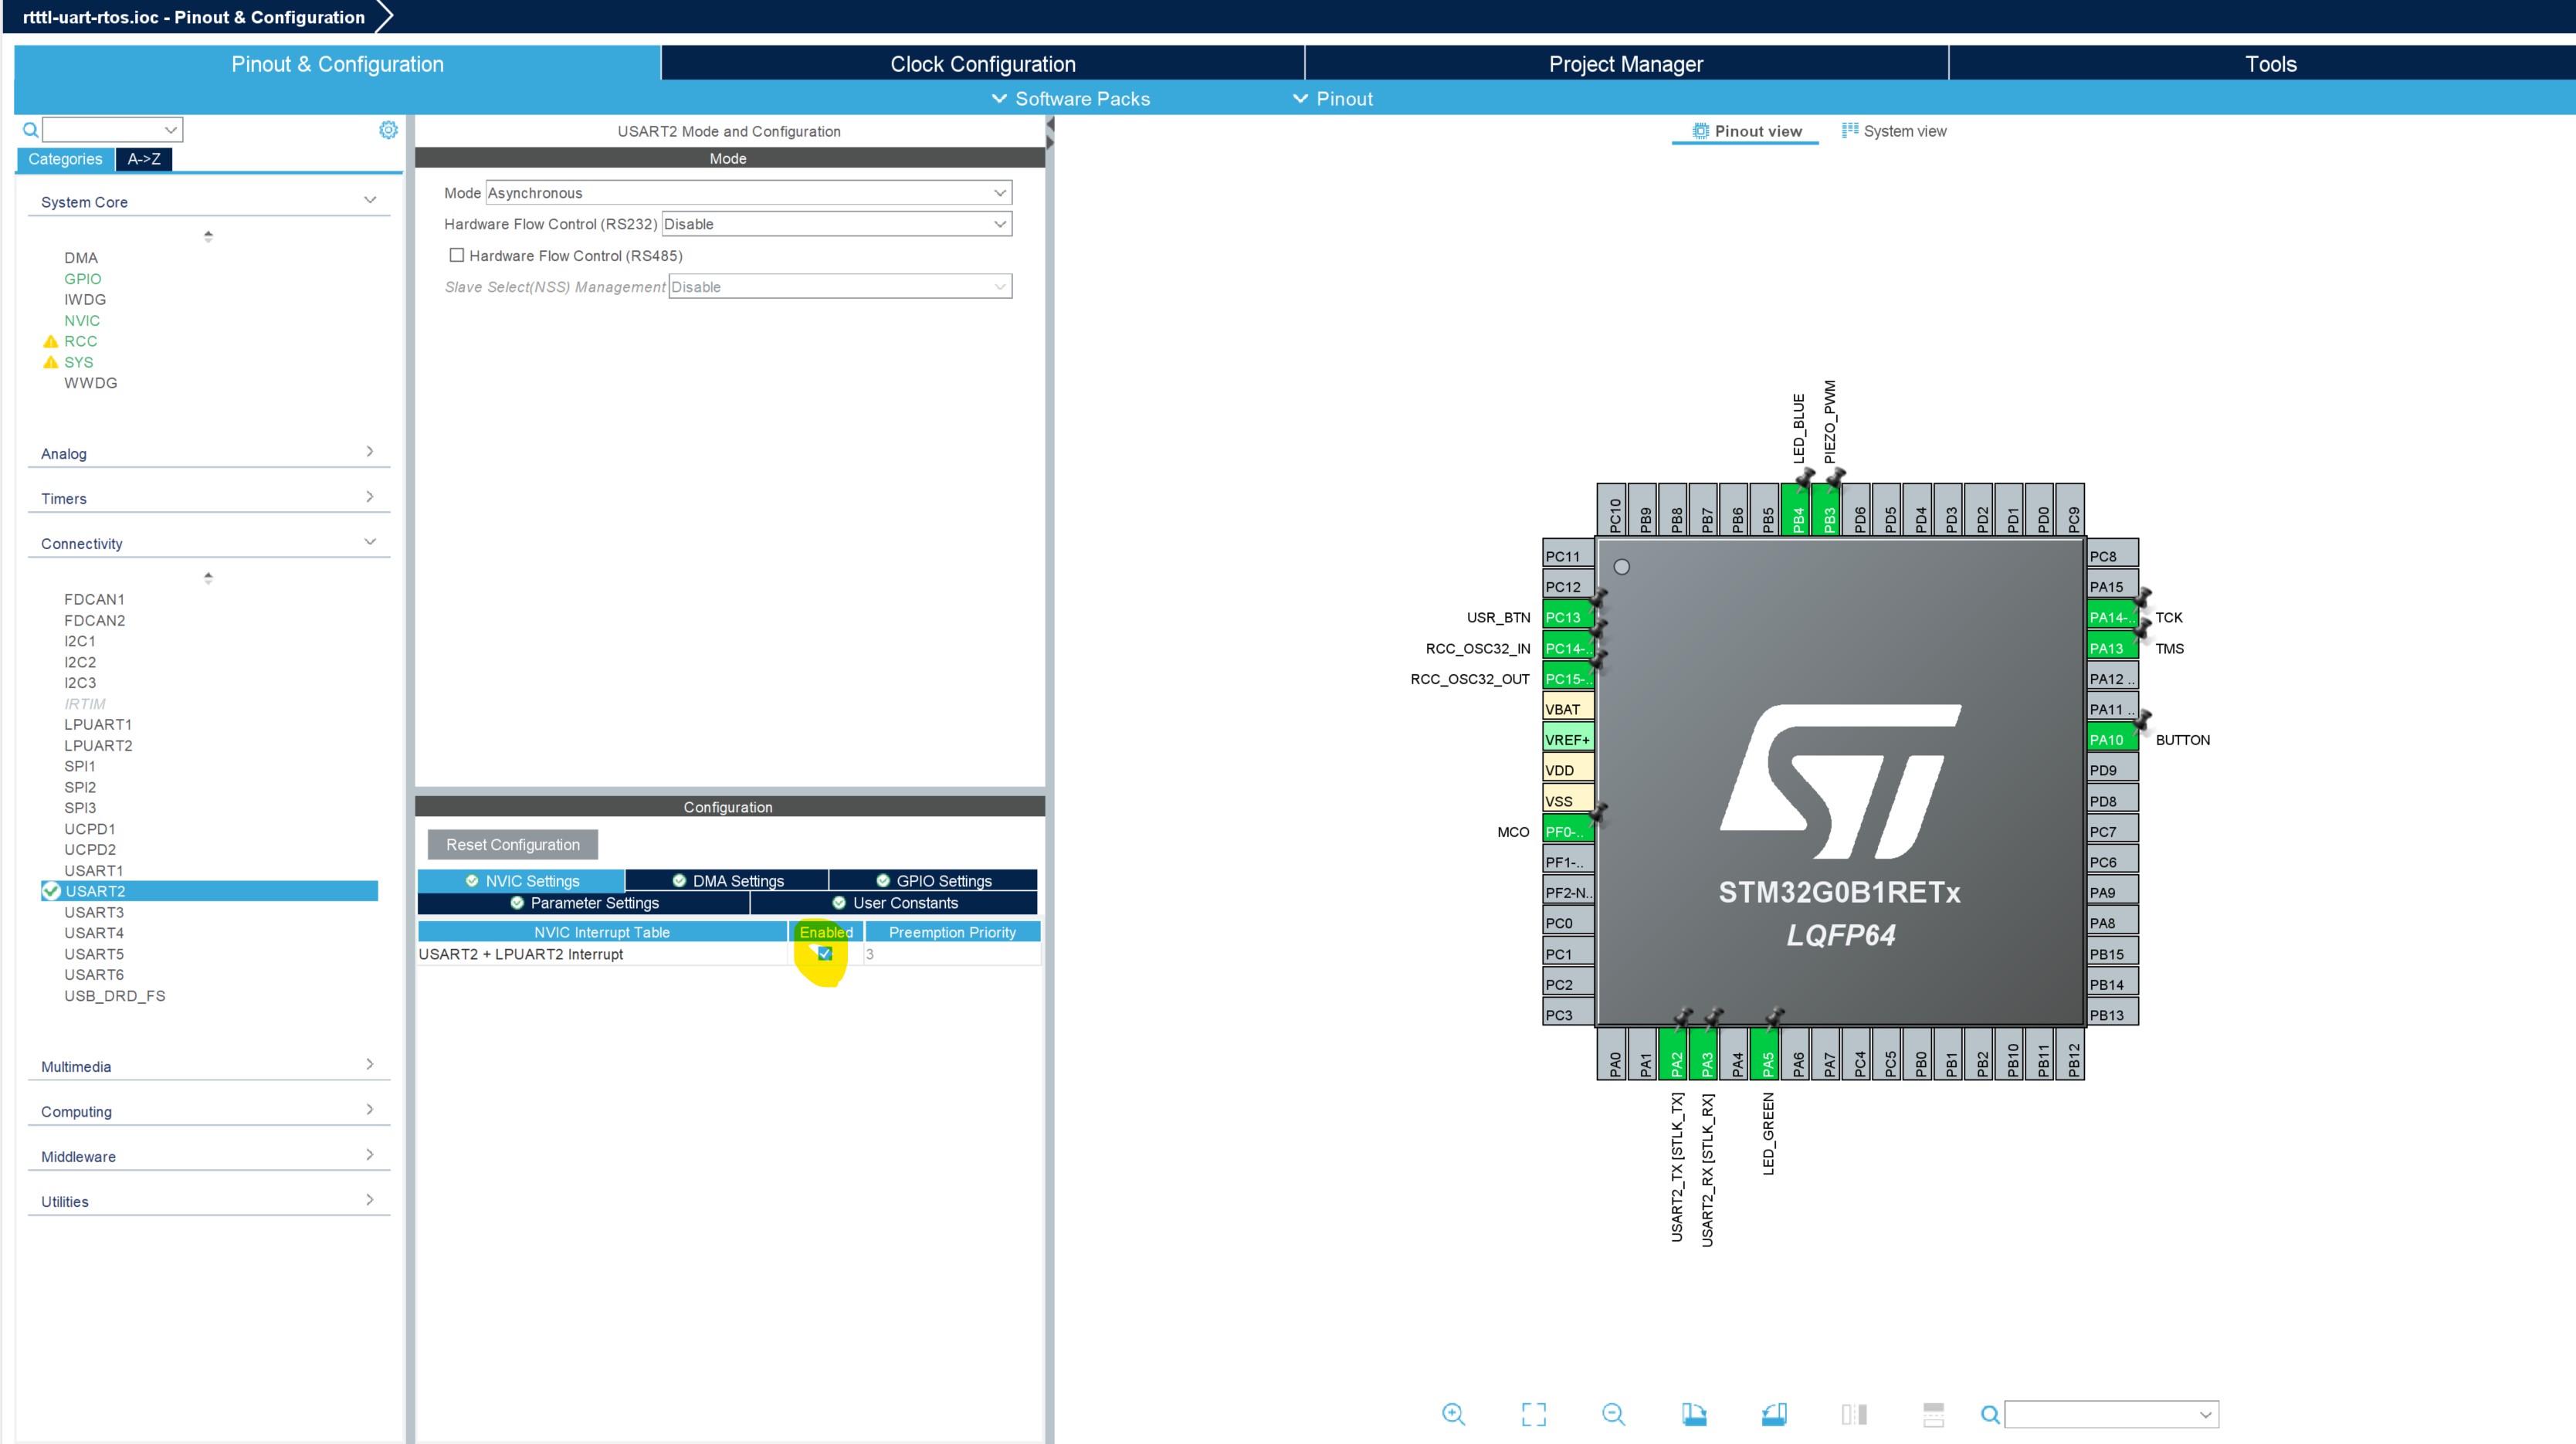 rtttl-uart-rtos.ioc - Pinout & Configuration
Pinout & Configuration
Clock Configuration
Project Manager
Tools
Software Packs
Pinout
Categories
A->Z
System Core
DMA
GPIO
IWDG
NVIC
RCC
SYS
WWDG
Analog
Timers
Connectivity
FDCAN1
FDCAN2
I2C1
I2C2
I2C3
IRTIM
LPUART1
LPUART2
SPI1
SPI2
SPI3
UCPD1
UCPD2
USART1
USART2
USART3
USART4
USART5
USART6
USB_DRD_FS
Multimedia
Computing
Middleware
Utilities
USART2 Mode and Configuration
Mode
Mode Asynchronous
Hardware Flow Control (RS232) Disable
Hardware Flow Control (RS485)
Slave Select(NSS) Management Disable
Configuration
Reset Configuration
NVIC Settings
DMA Settings
GPIO Settings
Parameter Settings
User Constants
NVIC Interrupt Table
Enabled
Preemption Priority
USART2 + LPUART2 Interrupt
3
Pinout view
System view
LED_BLUE
PIEZO_PWM
PC10
PB9
PB8
PB7
PB6
PB5
PB4
PB3
PD6
PD5
PD4
PD3
PD2
PD1
PD0
PC9
PC11
PC12
USR_BTN
PC13
RCC_OSC32_IN
PC14-..
RCC_OSC32_OUT
PC15-..
VBAT
VREF+
VDD
VSS
MCO
PF0-..
PF1-..
PF2-N..
PC0
PC1
PC2
PC3
ST
STM32G0B1RETx
LQFP64
PC8
PA15
PA14-..
TCK
PA13
TMS
PA12 ..
PA11 ..
PA10
BUTTON
PD9
PD8
PC7
PC6
PA9
PA8
PB15
PB14
PB13
PA0
PA1
PA2
PA3
PA4
PA5
PA6
PA7
PC4
PC5
PB0
PB1
PB2
PB10
PB11
PB12
USART2_TX [STLK_TX]
USART2_RX [STLK_RX]
LED_GREEN